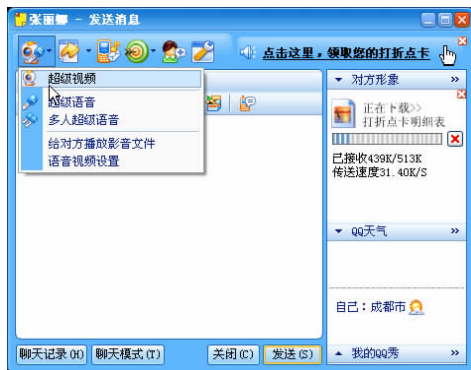 张丽娜 - 发送消息
点击这里，领取您的打折点卡
超级视频
超级语音
多人超级语音
给对方播放影音文件
语音视频设置
对方形象
正在下载>>
打折点卡明细表
已接收439K/513K
传送速度31.40K/S
QQ天气
自己：成都市
聊天记录(H)
聊天模式(T)
关闭(C)
发送(S)
我的QQ秀